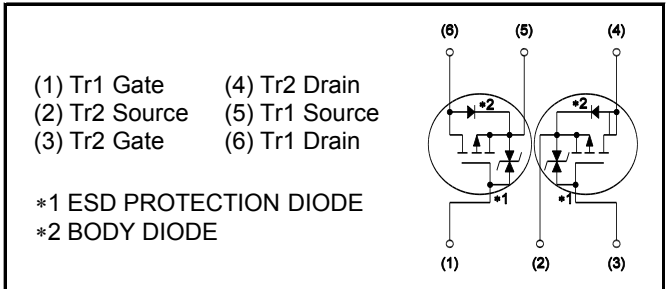 (1) Tr1 Gate (4) Tr2 Drain
(2) Tr2 Source (5) Tr1 Source
(3) Tr2 Gate (6) Tr1 Drain
∗1 ESD PROTECTION DIODE
∗2 BODY DIODE
(6) (5) (4)
∗2 ∗2
∗1 ∗1
(1) (2) (3)